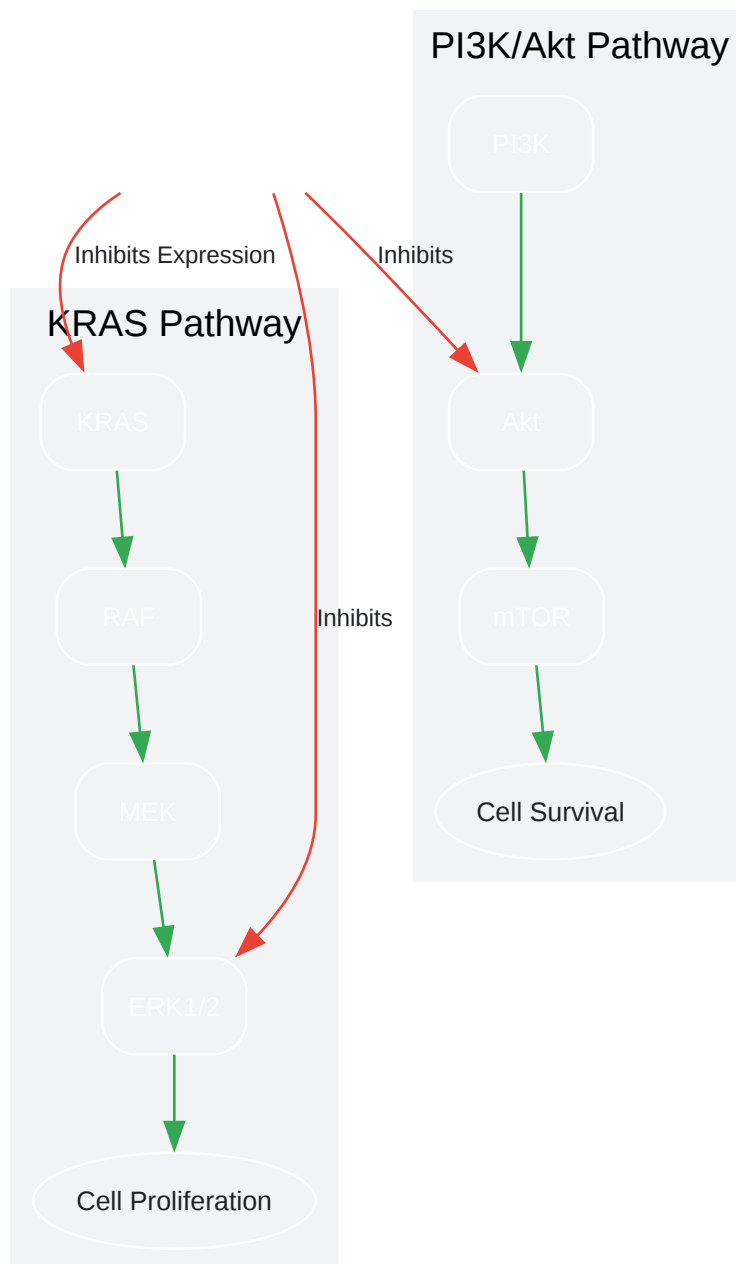 PI3K/Akt Pathway
PI3K
Inhibits Expression
Inhibits
KRAS Pathway
KRAS
Akt
RAF
Inhibits
mTOR
MEK
Cell Survival
ERK1/2
Cell Proliferation